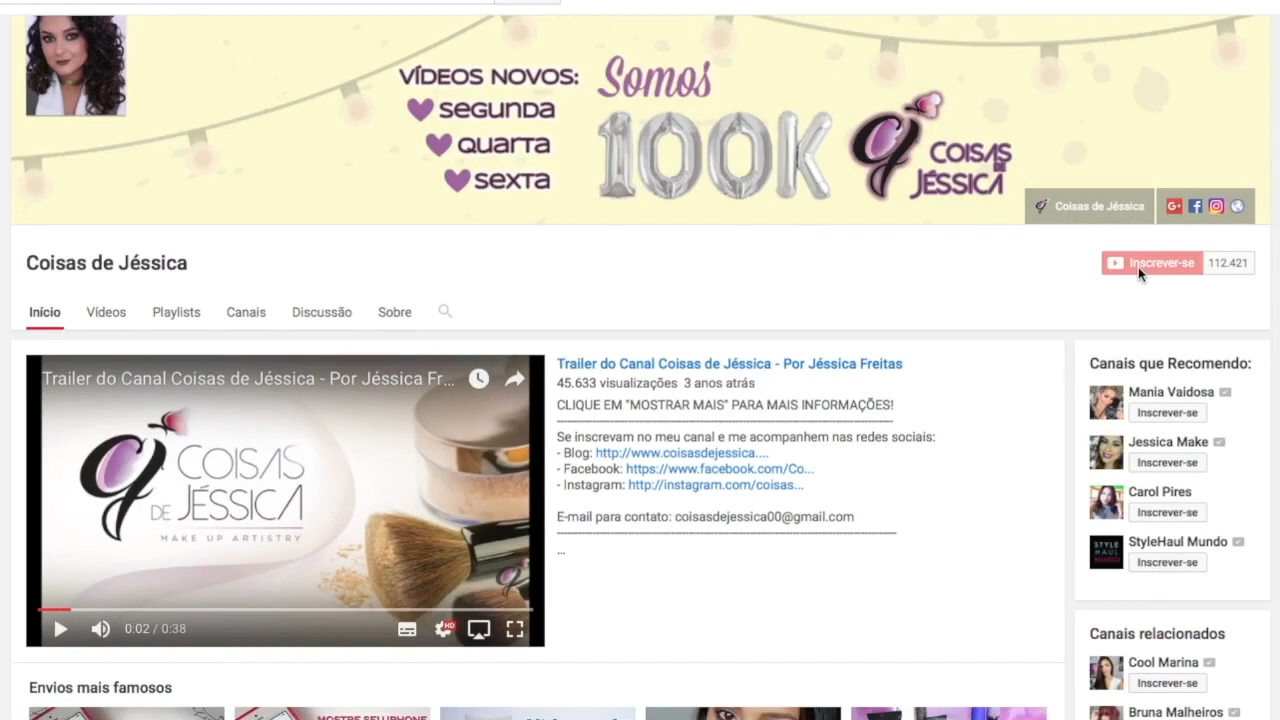 VÍDEOS NOVOS:
SEGUNDA
QUARTA
SEXTA
Somos
100K
COISAS
DE
JÉSSICA
Coisas de Jéssica
G+
Coisas de Jéssica
Inscrever-se
112.421
Início Vídeos Playlists Canais Discussão Sobre
Trailer do Canal Coisas de Jéssica - Por Jéssica Fr...
COISAS
DE JÉSSICA
MAKE UP ARTISTRY
0:02 / 0:38
HD
Trailer do Canal Coisas de Jéssica - Por Jéssica Freitas
45.633 visualizações 3 anos atrás
CLIQUE EM "MOSTRAR MAIS" PARA MAIS INFORMAÇÕES!
Se inscrevam no meu canal e me acompanhem nas redes sociais:
- Blog: http://www.coisasdejessica....
- Facebook: https://www.facebook.com/Co...
- Instagram: http://instagram.com/coisas...
E-mail para contato: coisasdejessica00@gmail.com
...
Canais que Recomendo:
Mania Vaidosa
Inscrever-se
Jessica Make
Inscrever-se
Carol Pires
Inscrever-se
STYLE
HAUL
MUNDO
StyleHaul Mundo
Inscrever-se
Canais relacionados
Cool Marina
Inscrever-se
Bruna Malheiros
Envios mais famosos